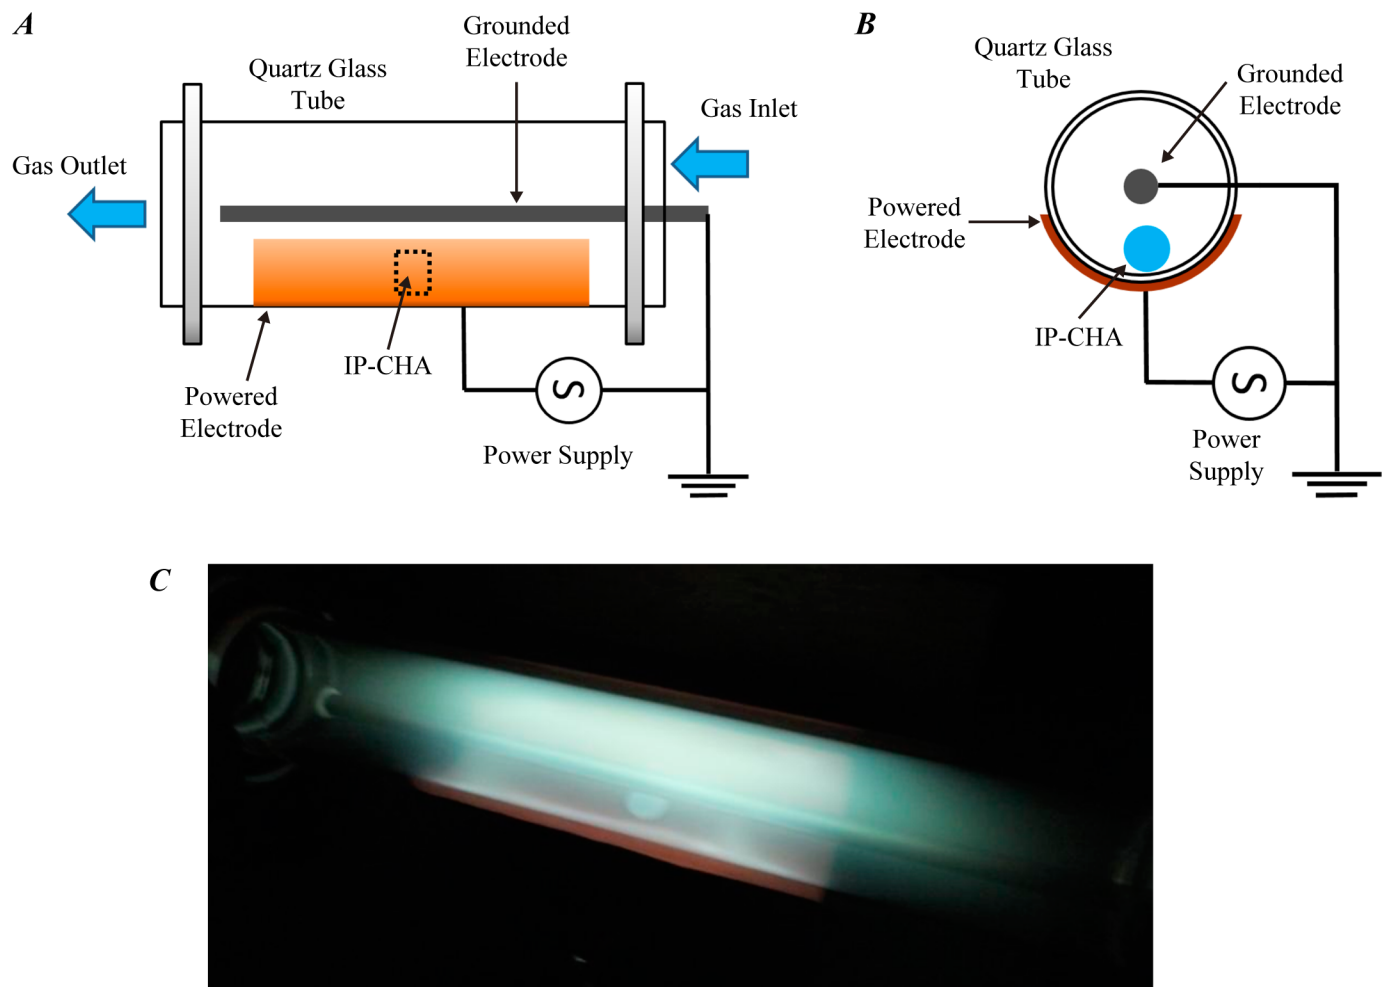 A
Grounded
Electrode
Quartz Glass
Tube
Gas Inlet
Gas Outlet
IP-CHA
Powered
Electrode
Power Supply
B
Quartz Glass
Tube
Grounded
Electrode
Powered
Electrode
IP-CHA
Power
Supply
C